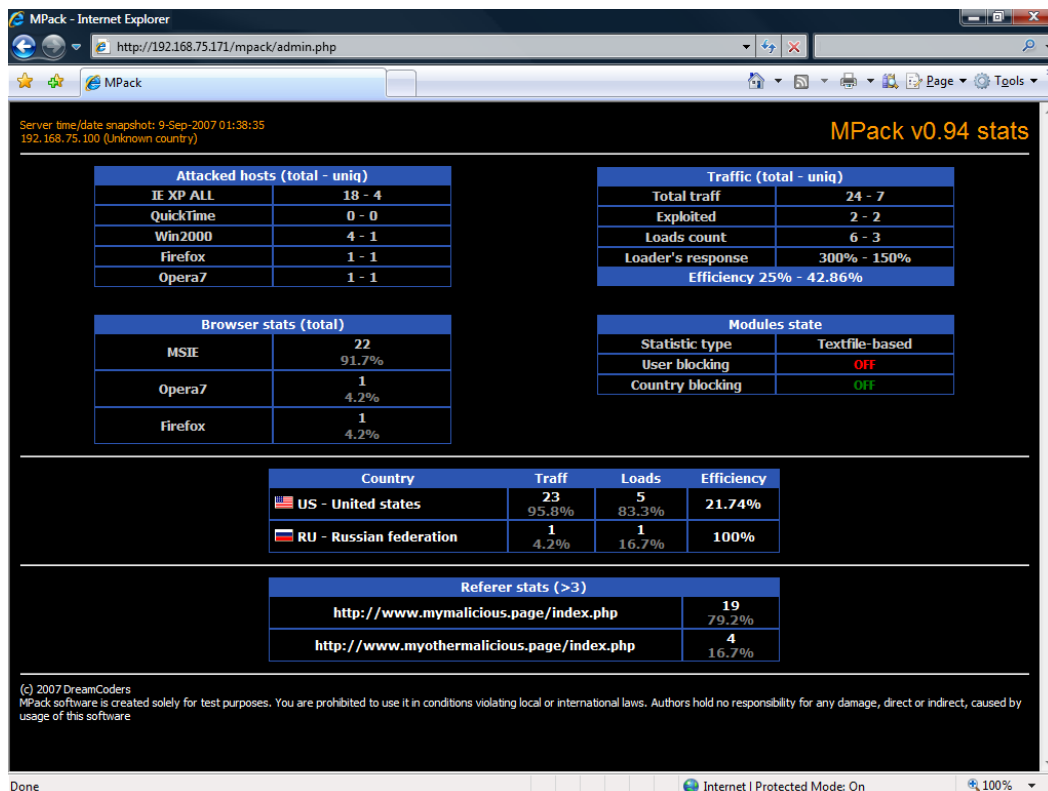 MPack - Internet Explorer
http://192.168.75.171/mpack/admin.php
MPack
Page
Tools
Server time/date snapshot: 9-Sep-2007 01:38:35
192.168.75.100 (Unknown country)
MPack v0.94 stats
Attacked hosts (total - uniq)
IE XP ALL 18 - 4
QuickTime 0 - 0
Win2000 4 - 1
Firefox 1 - 1
Opera7 1 - 1
Traffic (total - uniq)
Total traff 24 - 7
Exploited 2 - 2
Loads count 6 - 3
Loader's response 300% - 150%
Efficiency 25% - 42.86%
Browser stats (total)
MSIE 22
91.7%
Opera7 1
4.2%
Firefox 1
4.2%
Modules state
Statistic type Textfile-based
User blocking OFF
Country blocking OFF
Country Traff Loads Efficiency
US - United states 23 5 21.74%
95.8% 83.3%
RU - Russian federation 1 1 100%
4.2% 16.7%
Referer stats (>3)
http://www.mymalicious.page/index.php 19
79.2%
http://www.myothermalicious.page/index.php 4
16.7%
(c) 2007 DreamCoders
MPack software is created solely for test purposes. You are prohibited to use it in conditions violating local or international laws. Authors hold no responsibility for any damage, direct or indirect, caused by
usage of this software
Done
Internet | Protected Mode: On
100%